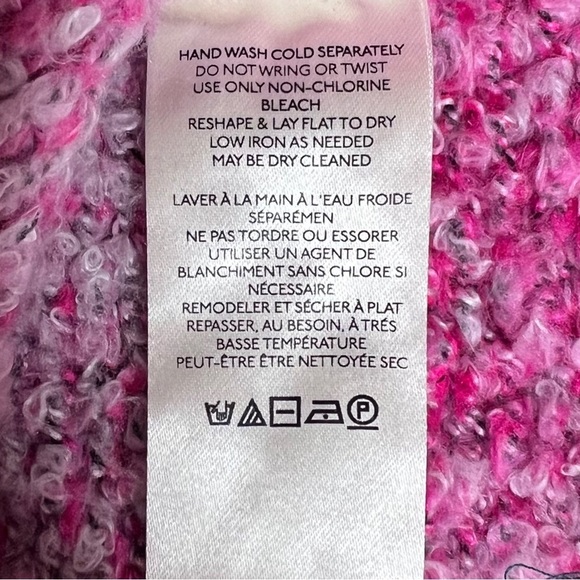 HAND WASH COLD SEPARATELY
DO NOT WRING OR TWIST
USE ONLY NON-CHLORINE
BLEACH
RESHAPE & LAY FLAT TO DRY
LOW IRON AS NEEDED
MAY BE DRY CLEANED
LAVER À LA MAIN À L'EAU FROIDE
SÉPARÉMEN
NE PAS TORDRE OU ESSORER
UTILISER UN AGENT DE
BLANCHIMENT SANS CHLORE SI
NÉCESSAIRE
REMODELER ET SÉCHER À PLAT
REPASSER, AU BESOIN, À TRÉS
BASSE TEMPÉRATURE
PEUT-ÊTRE ÊTRE NETTOYÉE SEC
P